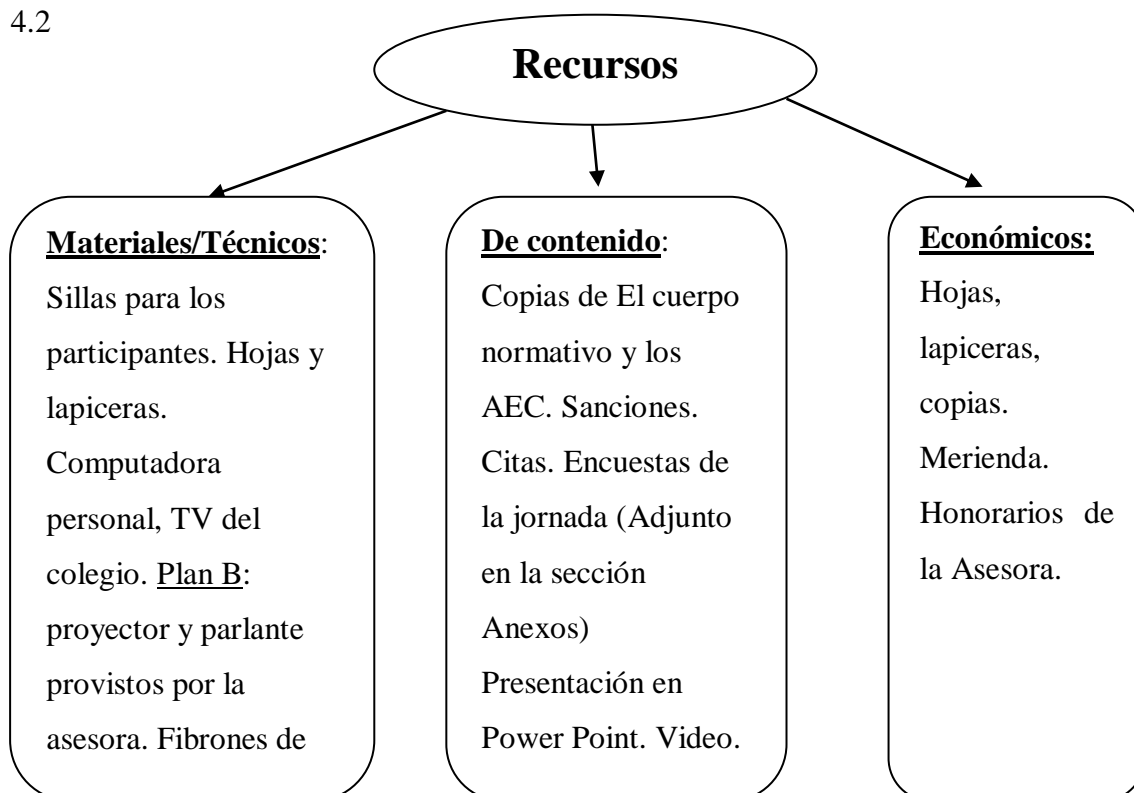 4.2
Recursos
Materiales/Técnicos:
Sillas para los
participantes. Hojas y
lapiceras.
Computadora
personal, TV del
colegio. Plan B:
proyector y parlante
provistos por la
asesora. Fibrones de
De contenido:
Copias de El cuerpo
normativo y los
AEC. Sanciones.
Citas. Encuestas de
la jornada (Adjunto
en la sección
Anexos)
Presentación en
Power Point. Video.
Económicos:
Hojas,
lapiceras,
copias.
Merienda.
Honorarios de
la Asesora.